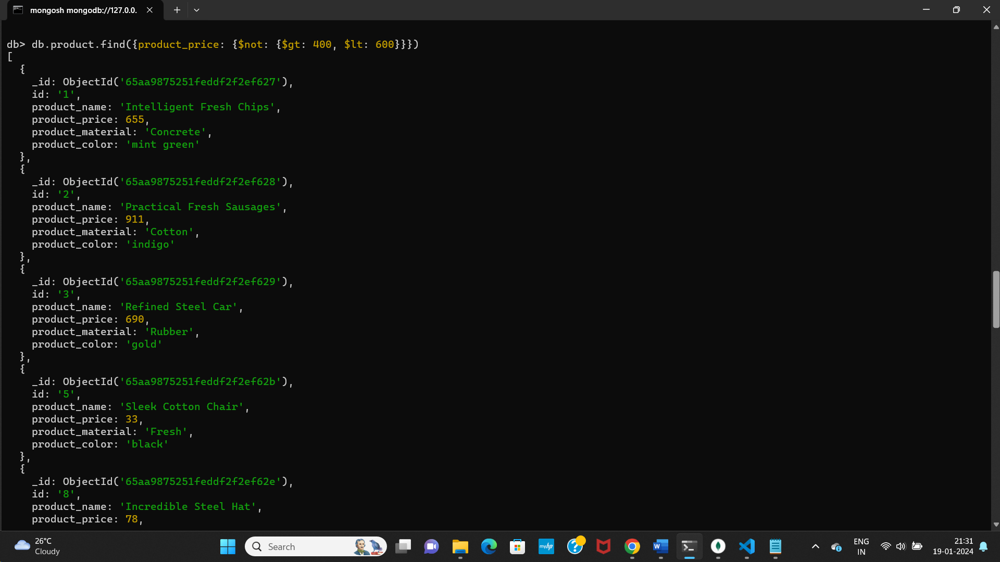 mongosh mongodb://127.0.0.
db> db.product.find({product_price: {$not: {$gt: 400, $lt: 600}}})
[
  {
    _id: ObjectId('65aa9875251feddf2f2ef627'),
    id: '1',
    product_name: 'Intelligent Fresh Chips',
    product_price: 655,
    product_material: 'Concrete',
    product_color: 'mint green'
  },
  {
    _id: ObjectId('65aa9875251feddf2f2ef628'),
    id: '2',
    product_name: 'Practical Fresh Sausages',
    product_price: 911,
    product_material: 'Cotton',
    product_color: 'indigo'
  },
  {
    _id: ObjectId('65aa9875251feddf2f2ef629'),
    id: '3',
    product_name: 'Refined Steel Car',
    product_price: 690,
    product_material: 'Rubber',
    product_color: 'gold'
  },
  {
    _id: ObjectId('65aa9875251feddf2f2ef62b'),
    id: '5',
    product_name: 'Sleek Cotton Chair',
    product_price: 33,
    product_material: 'Fresh',
    product_color: 'black'
  },
  {
    _id: ObjectId('65aa9875251feddf2f2ef62e'),
    id: '8',
    product_name: 'Incredible Steel Hat',
    product_price: 78,
26°C
Cloudy
Search
myhp
ENG
IN
21:31
19-01-2024